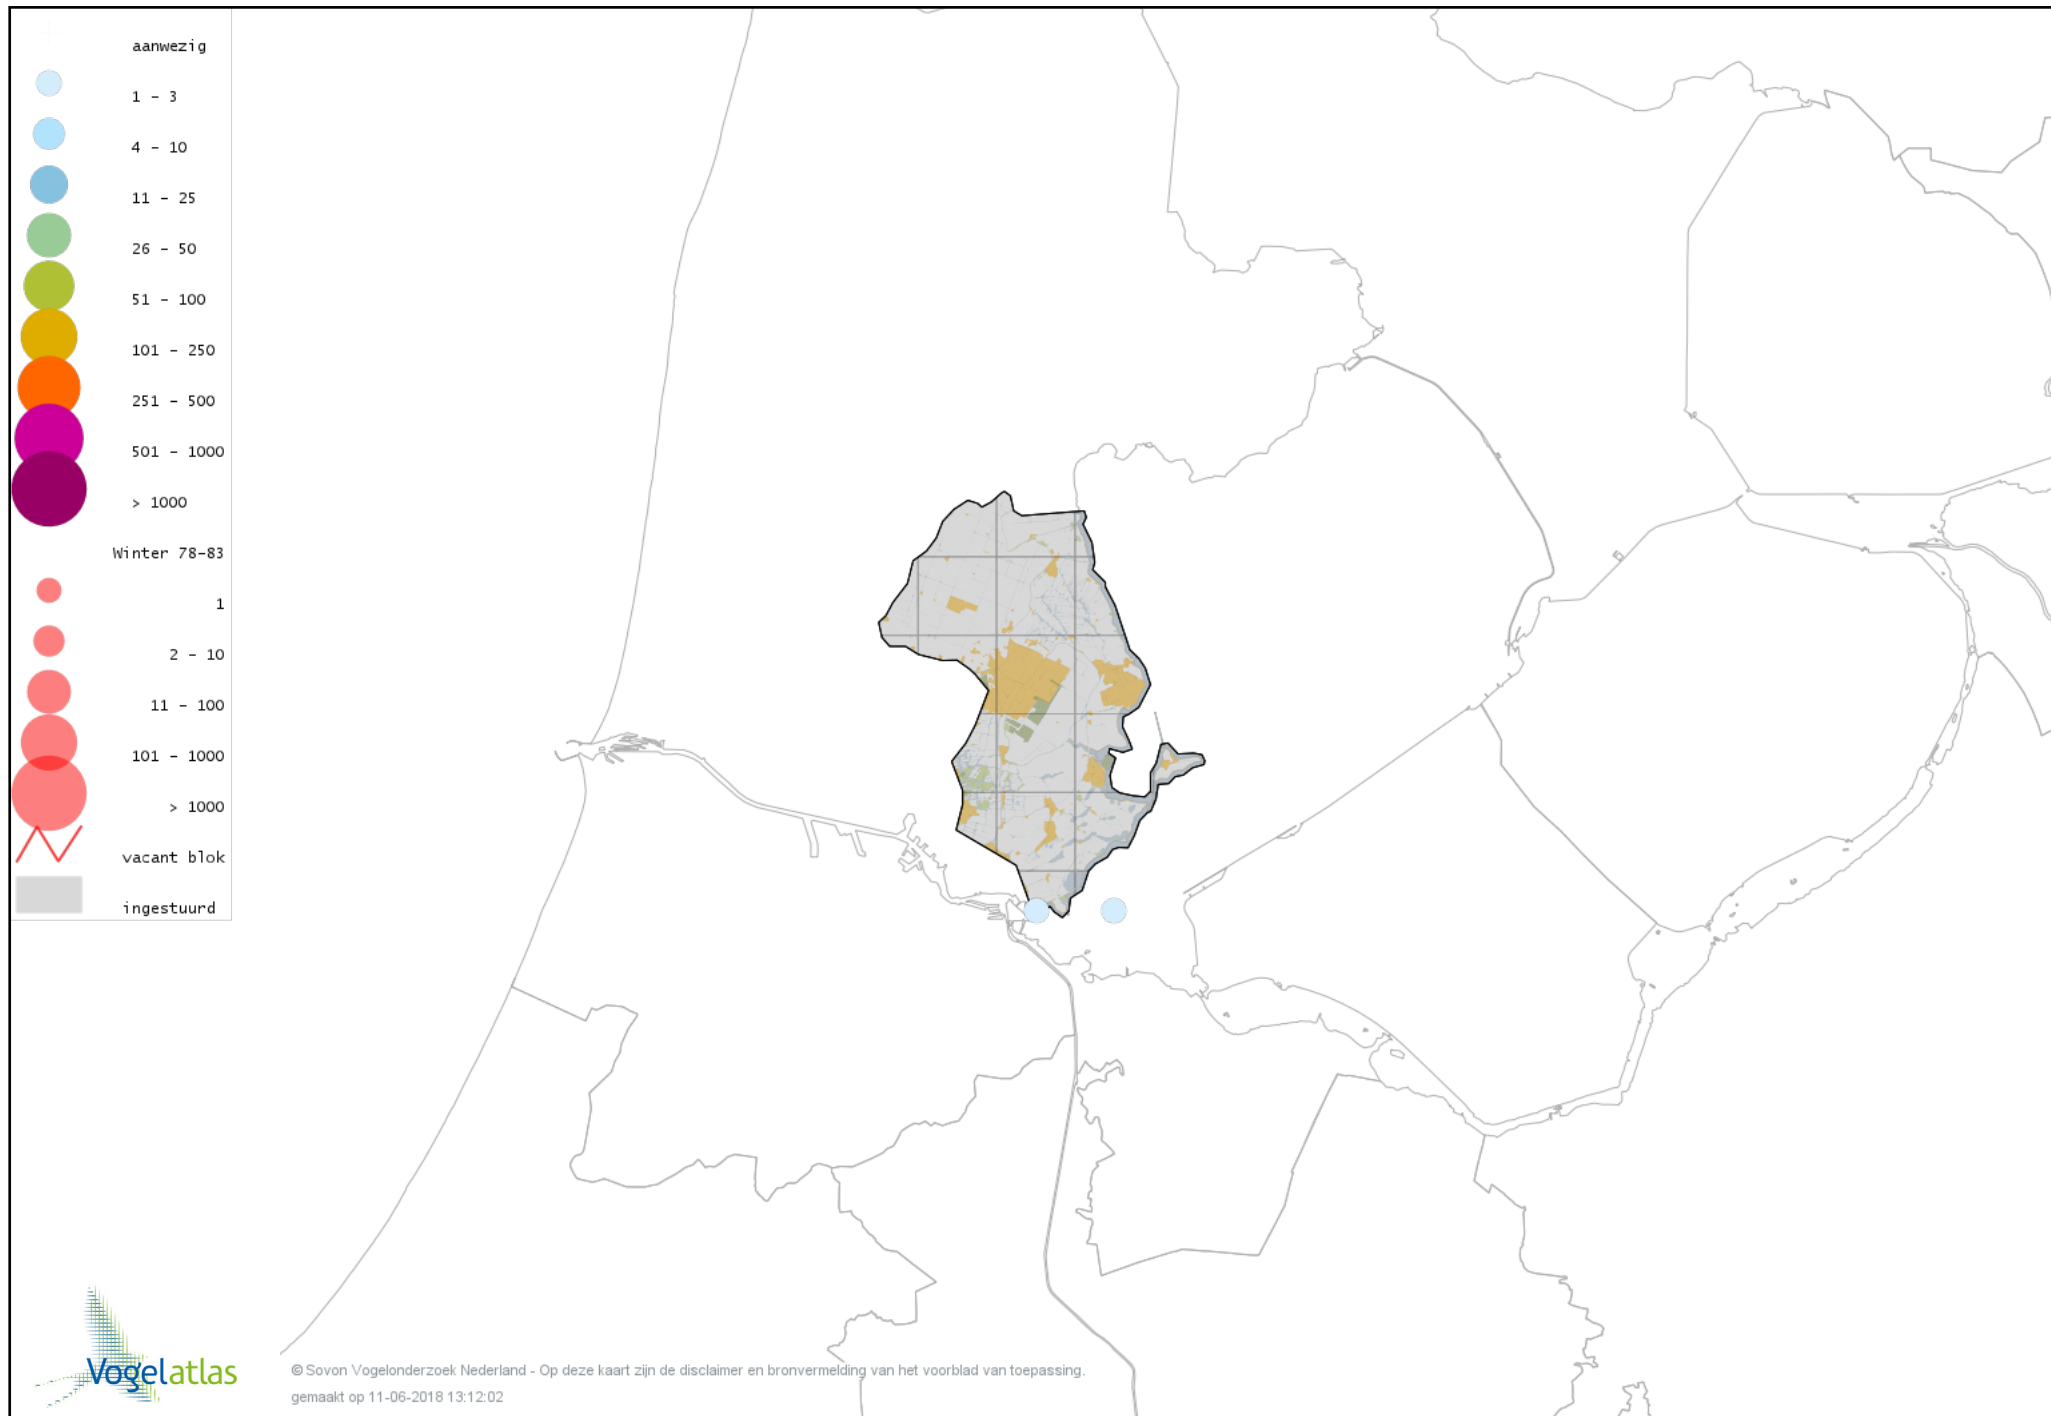 aanwezig
1 - 3
4 - 10
11 - 25
26 - 50
51 - 100
101 - 250
251 - 500
501 - 1000
> 1000
Winter 78-83
1
2 - 10
11 - 100
101 - 1000
> 1000
vacant blok
ingestuurd
Vogelatlas
© Sovon Vogelonderzoek Nederland - Op deze kaart zijn de disclaimer en bronvermelding van het voorblad van toepassing.
gemaakt op 11-06-2018 13:12:02